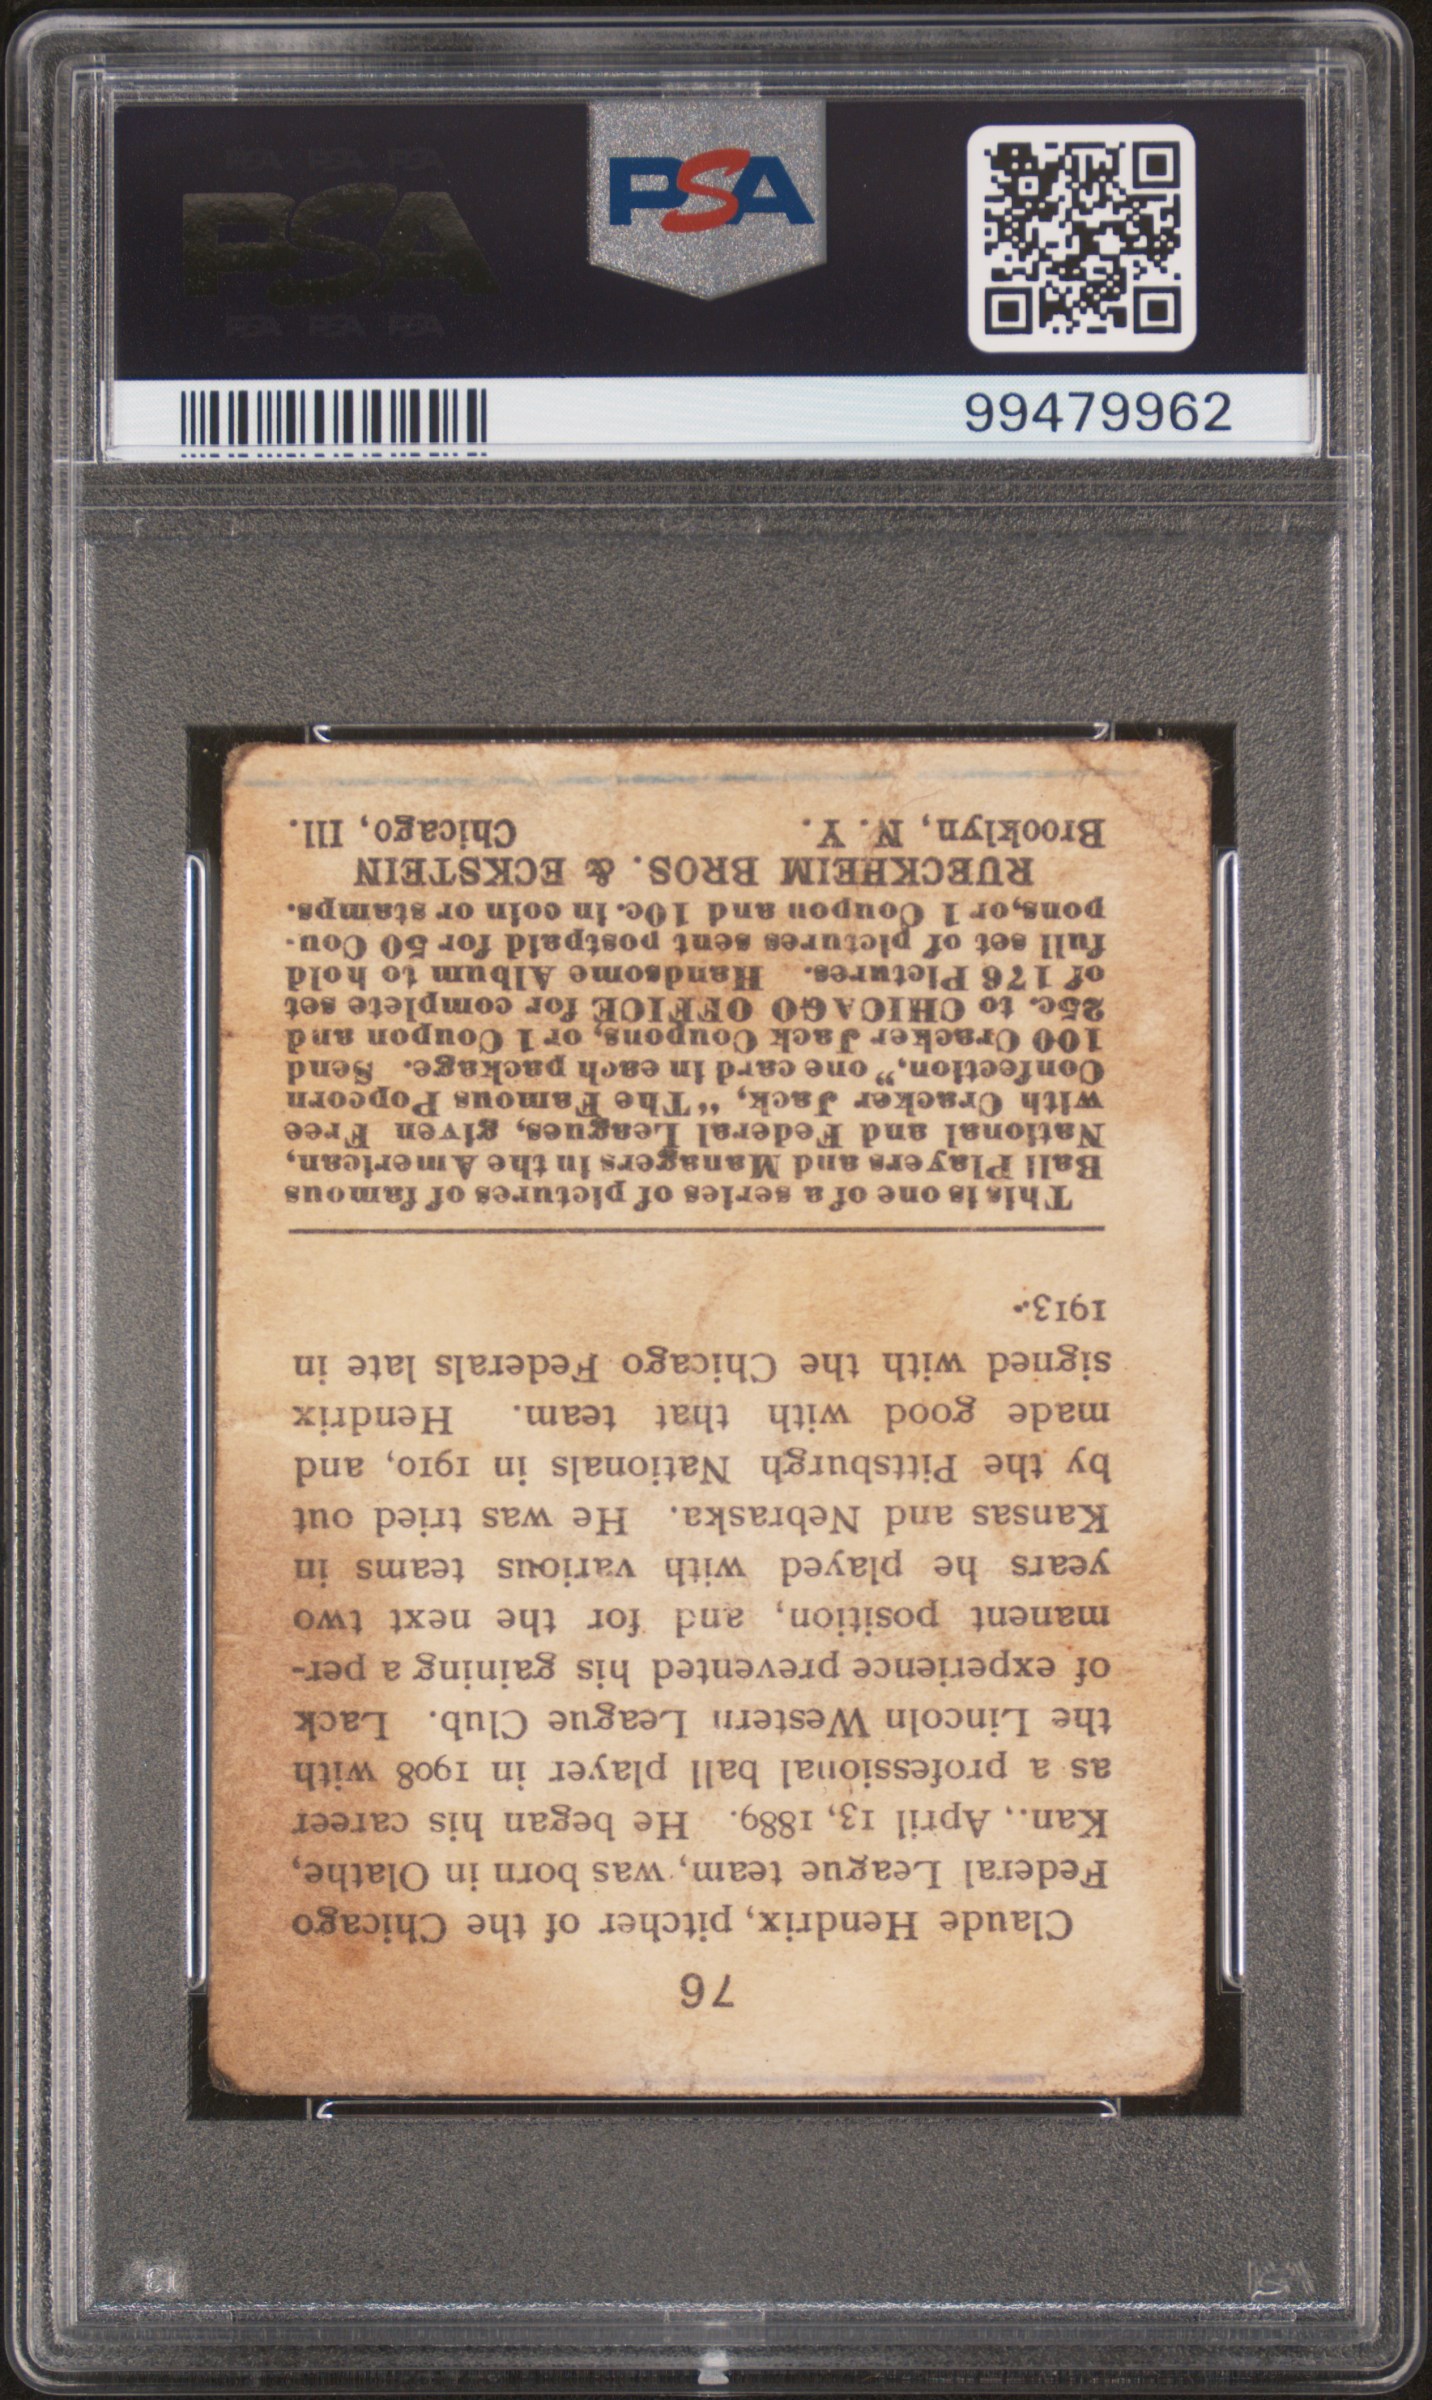 PSA
PSA
99479962
76
Claude Hendrix, pitcher of the Chicago
Federal League team, was born in Olathe,
Kan., April 13, 1889. He began his career
as a professional ball player in 1908 with
the Lincoln Western League Club. Lack
of experience prevented his gaining a per-
manent position, and for the next two
years he played with various teams in
Kansas and Nebraska. He was tried out
by the Pittsburgh Nationals in 1910, and
made good with that team. Hendrix
signed with the Chicago Federals late in
1913.
This is one of a series of pictures of famous
Ball Players and Managers in the American,
National and Federal Leagues, given Free
with Cracker Jack, "The Famous Popcorn
Confection," one card in each package. Send
100 Cracker Jack Coupons, or 1 Coupon and
25c. to CHICAGO OFFICE for complete set
of 176 Pictures. Handsome Album to hold
full set of pictures sent postpaid for 50 Cou-
pons, or 1 Coupon and 10c. in coin or stamps.
RUECKHEIM BROS. & ECKSTEIN
Brooklyn, N. Y. Chicago, Ill.